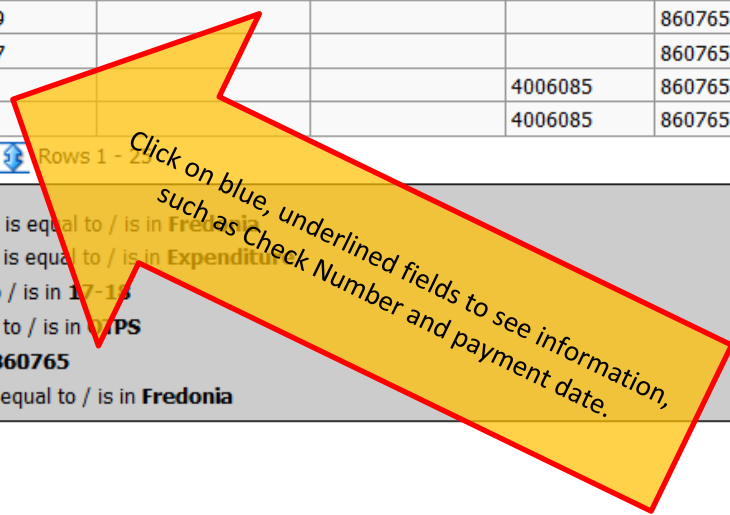 9 860765
7 860765
4006085 860765
4006085 860765
Rows 1 - 25
is equal to / is in Fredonia
is equal to / is in Expenditure
/ is in 17-18
to / is in OTPS
860765
equal to / is in Fredonia
Click on blue, underlined fields to see information,
such as Check Number and payment date.